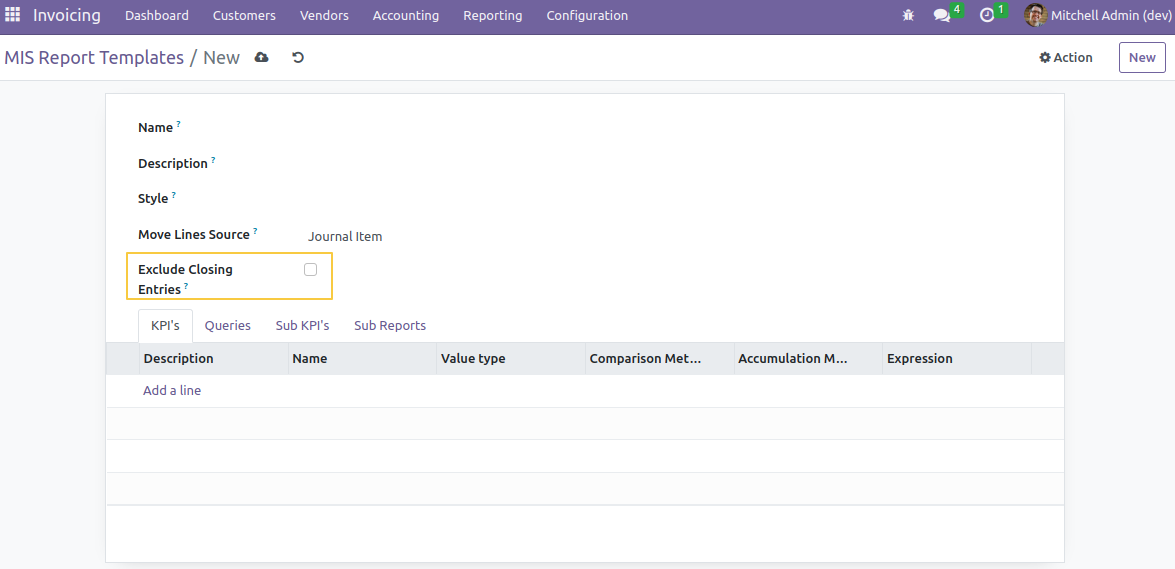 Invoicing Dashboard Customers Vendors Accounting Reporting Configuration 4 1 Mitchell Admin (dev)
MIS Report Templates / New Action New
Name ?
Description ?
Style ?
Move Lines Source ? Journal Item
Exclude Closing
Entries ?
KPI's Queries Sub KPI's Sub Reports
Description Name Value type Comparison Met... Accumulation M... Expression
Add a line